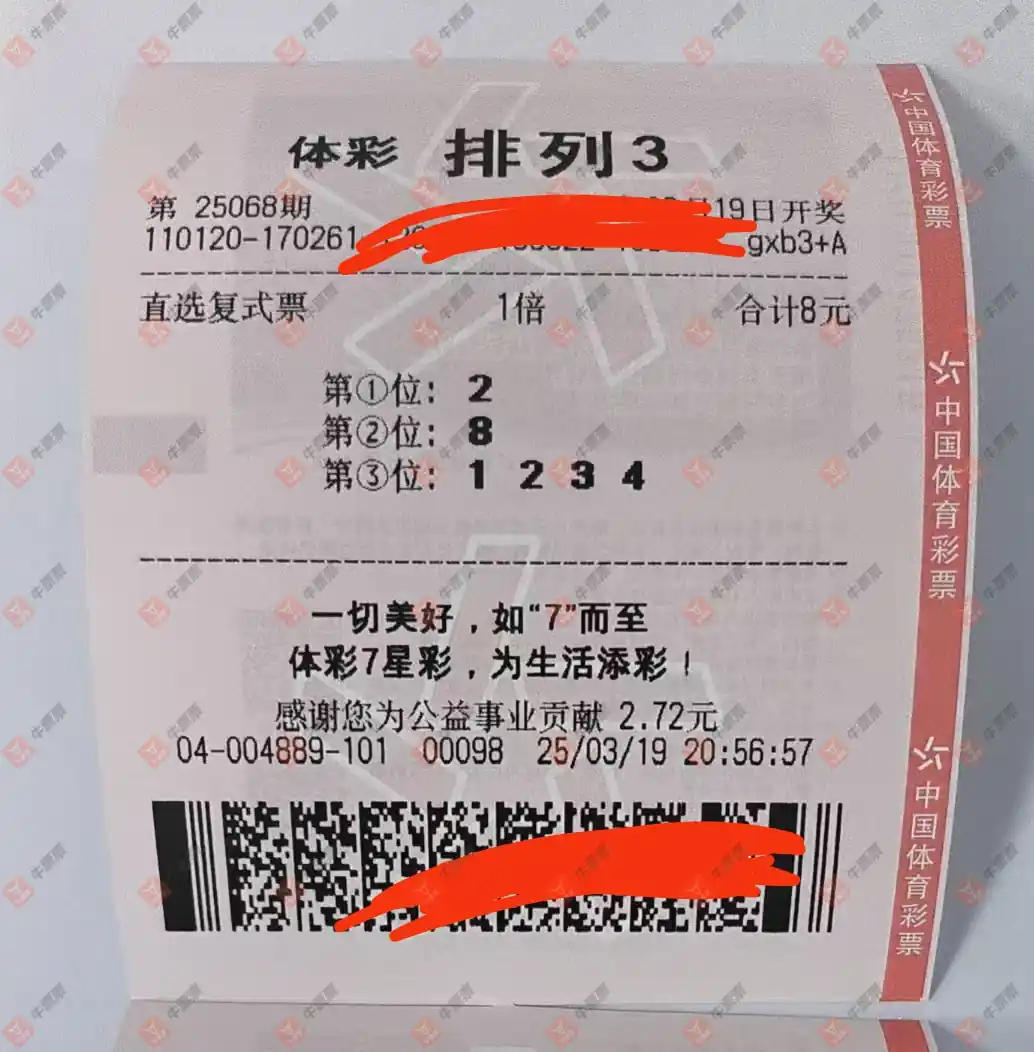 体彩 排列3
第 25068期 19日开奖
110120-170261 gxb3+A
直选复式票 1倍 合计8元
第①位: 2
第②位: 8
第③位: 1 2 3 4
一切美好，如“7”而至
体彩7星彩，为生活添彩！
感谢您为公益事业贡献 2.72元
04-004889-101 00098 25/03/19 20:56:57
中国体育彩票
中国体育彩票
中国体育彩票
牛票票